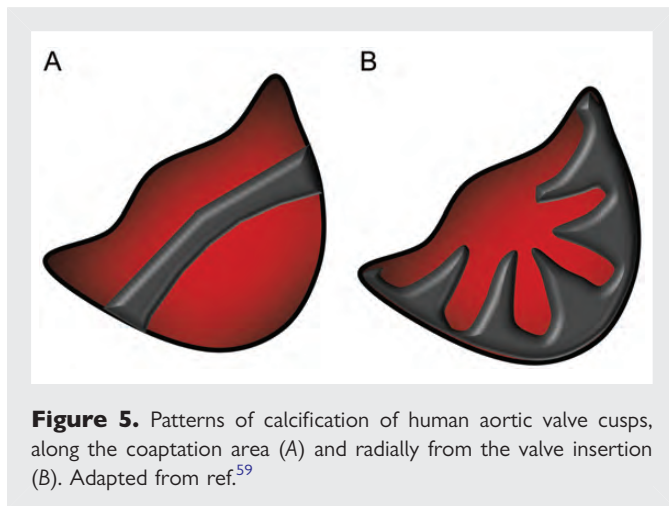 A
B
Figure 5. Patterns of calcification of human aortic valve cusps,
along the coaptation area (A) and radially from the valve insertion
(B). Adapted from ref.59